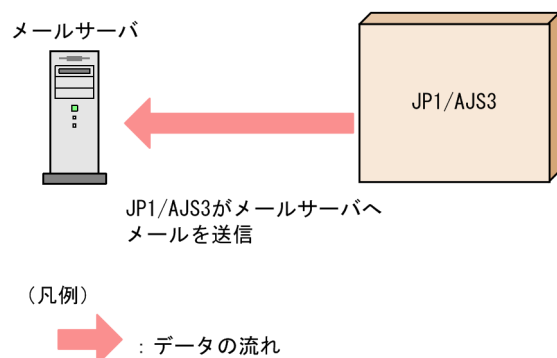 メールサーバ
JP1/AJS3
JP1/AJS3がメールサーバへ
メールを送信
(凡例)
：データの流れ